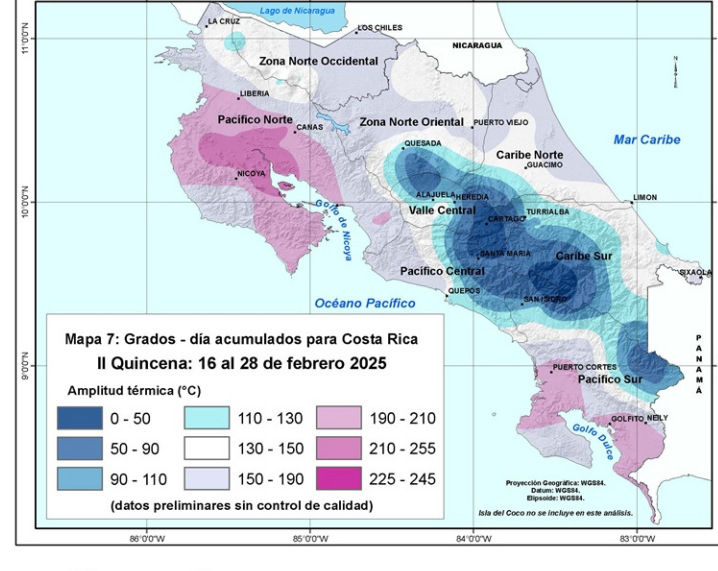 Lago de Nicaragua
LA CRUZ
LOS CHILES
11°0'0"N
NICARAGUA
Zona Norte Occidental
LIBERIA
Pacífico Norte
CAÑAS
Zona Norte Oriental
PUERTO VIEJO
Mar Caribe
QUESADA
Caribe Norte
GUACIMO
NICOYA
ALAJUELA
HEREDIA
LIMON
10°0'0"N
Valle Central
CARTAGO
TURRIALBA
Golfo de Nicoya
SANTA MARIA
Caribe Sur
Pacífico Central
SIXAOLA
QUEPOS
SAN ISIDRO
Océano Pacífico
PANAMÁ
Mapa 7: Grados - día acumulados para Costa Rica
II Quincena: 16 al 28 de febrero 2025
9°0'0"N
PUERTO CORTES
Pacífico Sur
Amplitud térmica (°C)
0 - 50
110 - 130
190 - 210
50 - 90
130 - 150
210 - 255
90 - 110
150 - 190
225 - 245
GOLFITO
NEILY
Golfo Dulce
(datos preliminares sin control de calidad)
Proyección Geográfica: WGS84.
Datum: WGS84.
Elipsoide: WGS84.
Isla del Coco no se incluye en este análisis.
86°0'0"W
85°0'0"W
84°0'0"W
83°0'0"W